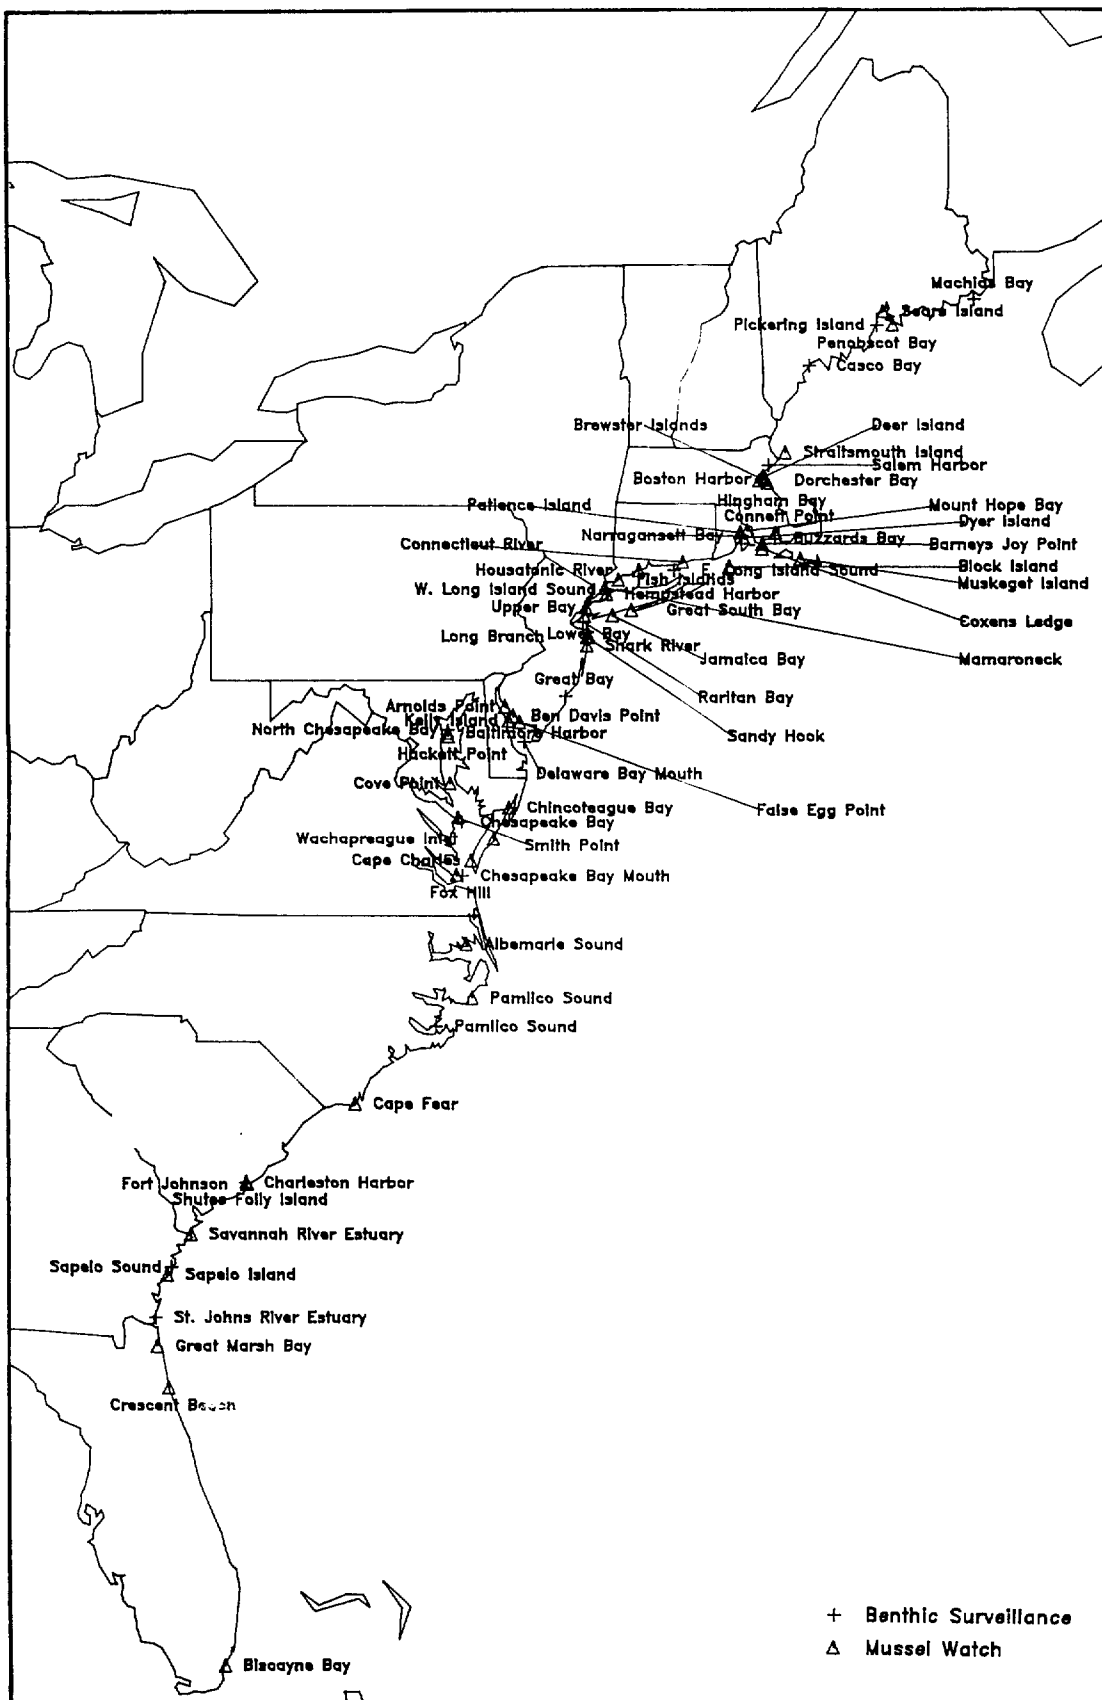 Machias Bay
Sears Island
Pickering Island
Penobscot Bay
Casco Bay
Brewster Islands
Deer Island
Straitsmouth Island
Salem Harbor
Boston Harbor
Dorchester Bay
Hingham Bay
Patience Island
Mount Hope Bay
Conneff Point
Dyer Island
Narragansett Bay
Buzzards Bay
Connecticut River
Barneys Joy Point
Housatonic River
E. Long Island Sound
Block Island
Fish Islands
Muskeget Island
W. Long Island Sound
Hempstead Harbor
Upper Bay
Great South Bay
Coxens Ledge
Long Branch
Lower Bay
Shark River
Jamaica Bay
Mamaroneck
Great Bay
Raritan Bay
Arnolds Point
Kelly Island
Ben Davis Point
North Chesapeake Bay
Baltimore Harbor
Sandy Hook
Hackett Point
Delaware Bay Mouth
Cove Point
Chincoteague Bay
False Egg Point
Chesapeake Bay
Wachapreague Inlet
Smith Point
Cape Charles
Chesapeake Bay Mouth
Fox Hill
Albemarle Sound
Pamlico Sound
Pamlico Sound
Cape Fear
Fort Johnson
Charleston Harbor
Shutes Folly Island
Savannah River Estuary
Sapelo Sound
Sapelo Island
St. Johns River Estuary
Great Marsh Bay
Crescent Beach
+ Benthic Surveillance
△ Mussel Watch
Biscayne Bay